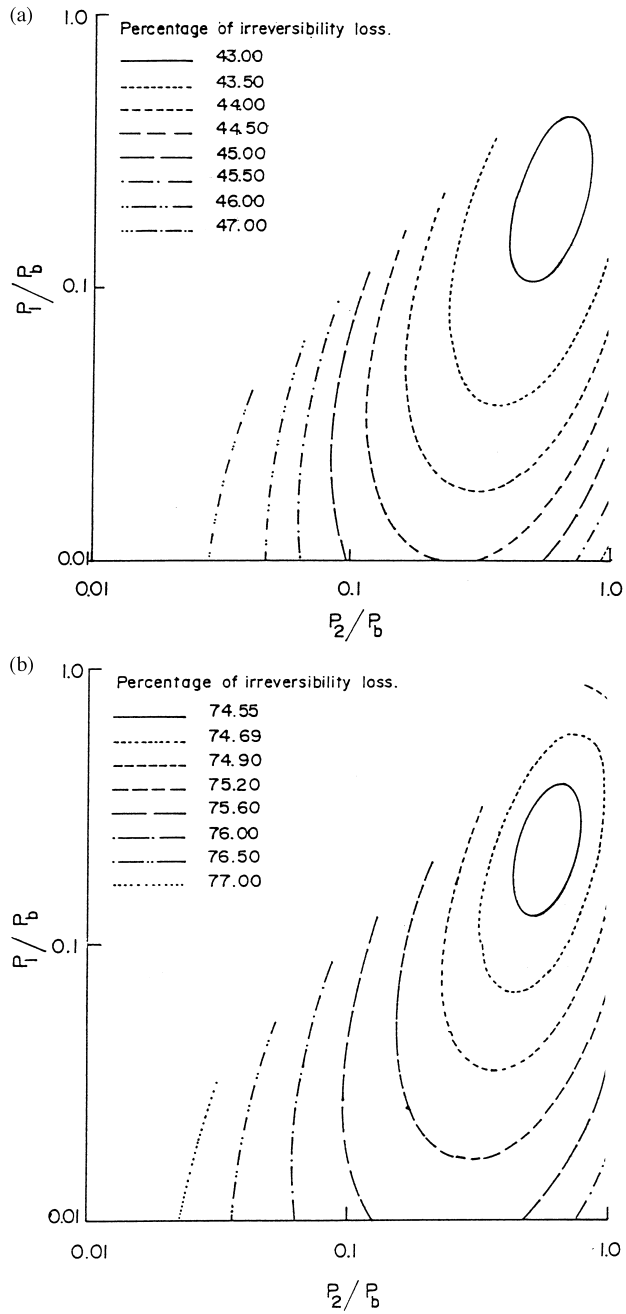 (a)
1.0
Percentage of irreversibility loss.
43.00
43.50
44.00
44.50
45.00
45.50
46.00
47.00
P1/Pb
0.1
0.01
0.01 0.1 1.0
P2/Pb
(b)
1.0
Percentage of irreversibility loss.
74.55
74.69
74.90
75.20
75.60
76.00
76.50
77.00
P1/Pb
0.1
0.01
0.01 0.1 1.0
P2/Pb